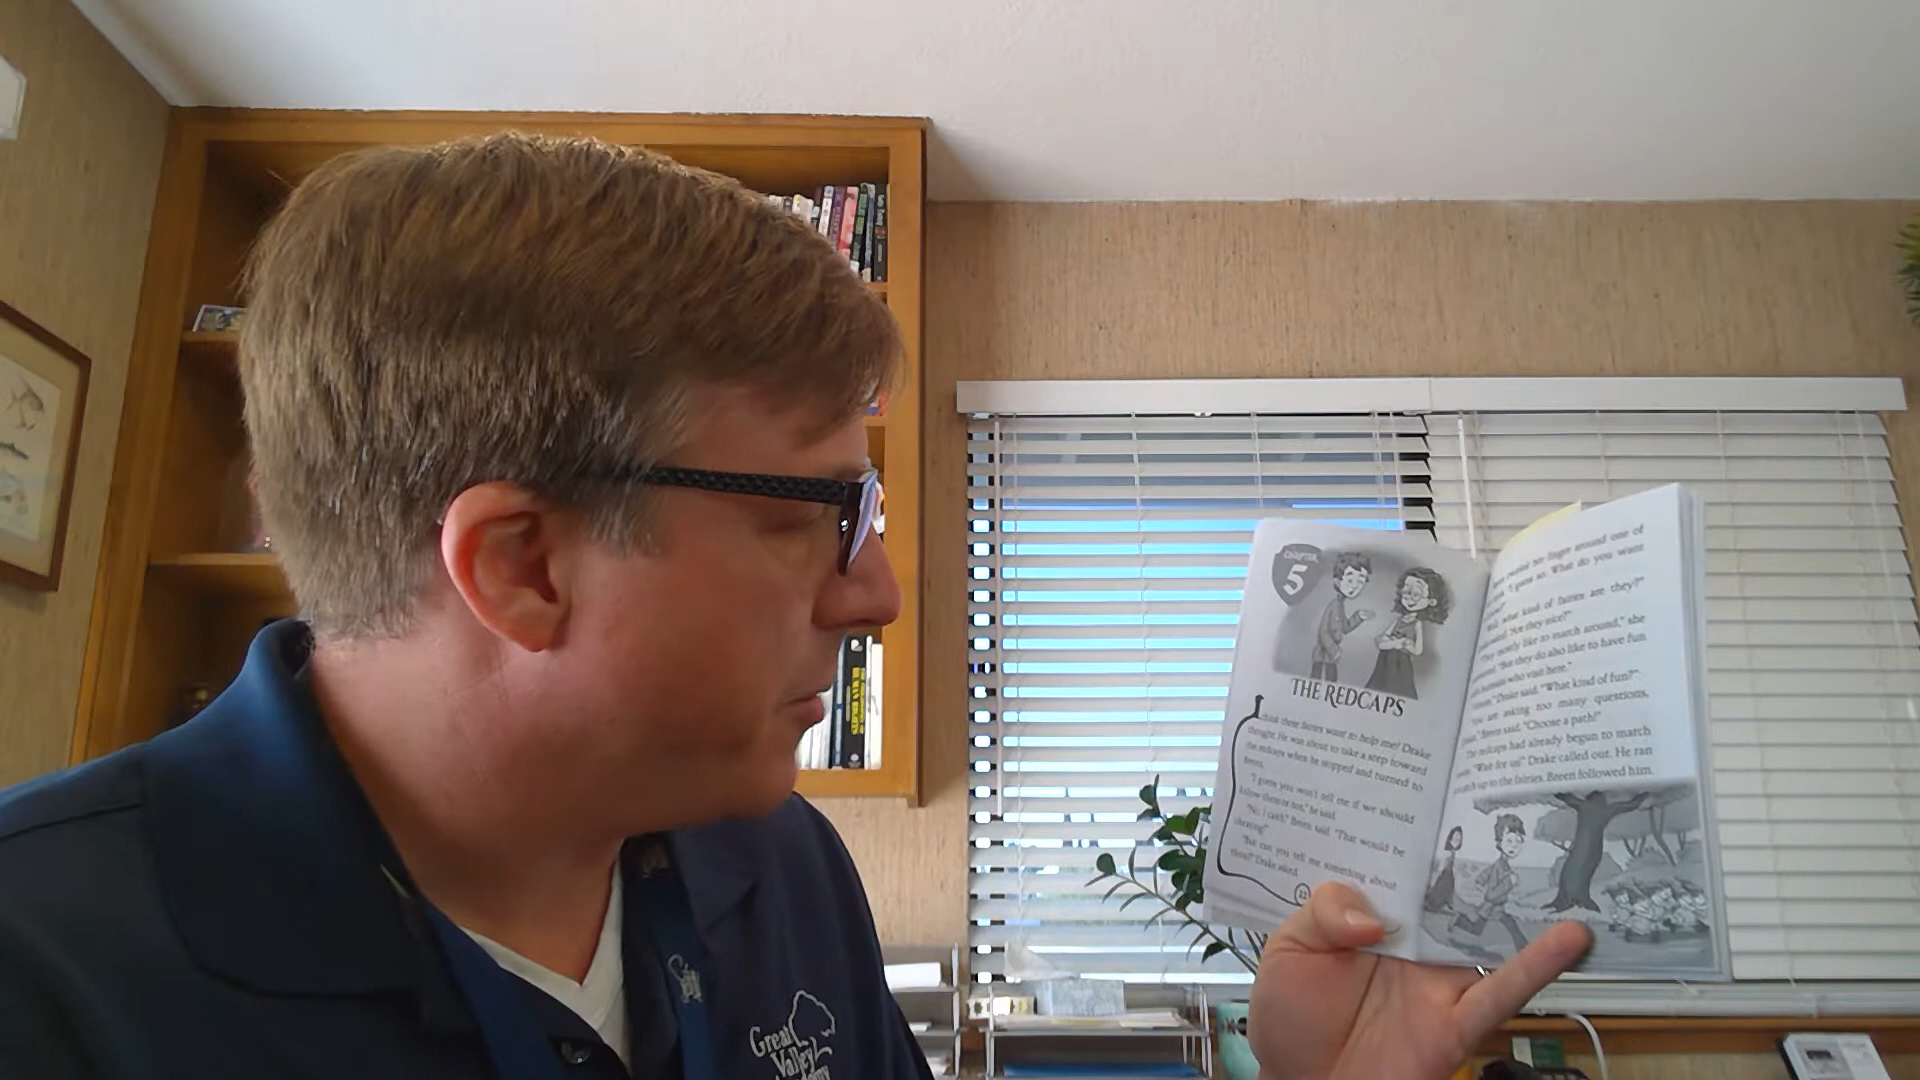 CHAPTER
5
THE REDCAPS
think these fairies want to help me! Drake
thought. He was about to take a step toward
the redcaps when he stopped and turned to
Breen.
"I guess you won't tell me if we should
follow them or not," he said.
"No, I can't," Breen said. "That would be
cheating!"
"But can you tell me something about
them?" Drake asked.
her finger around one of
"I guess so. What do you want
what kind of fairies are they?"
"Are they nice?"
"They mostly like to march around," she
"But they do also like to have fun
humans who visit here."
Drake said. "What kind of fun?"
are asking too many questions,
Breen said. "Choose a path!"
The redcaps had already begun to march
"Wait for us!" Drake called out. He ran
catch up to the fairies. Breen followed him.
Great
Valley